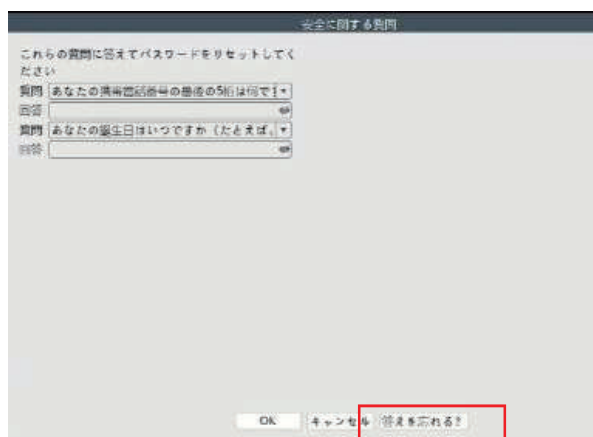 安全に関する質問
これらの質問に答えてパスワードをリセットしてく
ださい
質問 あなたの携帯電話番号の最後の5桁は何で
回答
質問 あなたの誕生日はいつですか（たとえば、
回答
OK キャンセル 答えを忘れる?